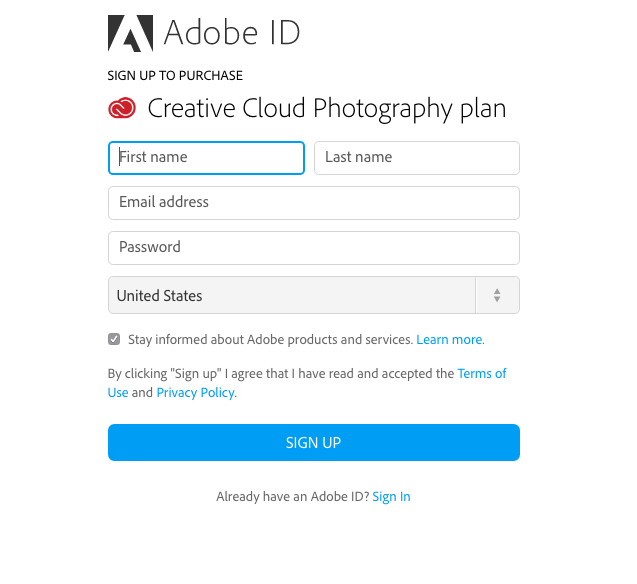 Adobe ID
SIGN UP TO PURCHASE
Creative Cloud Photography plan
First name
Last name
Email address
Password
United States
Stay informed about Adobe products and services. Learn more.
By clicking "Sign up" I agree that I have read and accepted the Terms of
Use and Privacy Policy.
SIGN UP
Already have an Adobe ID? Sign In